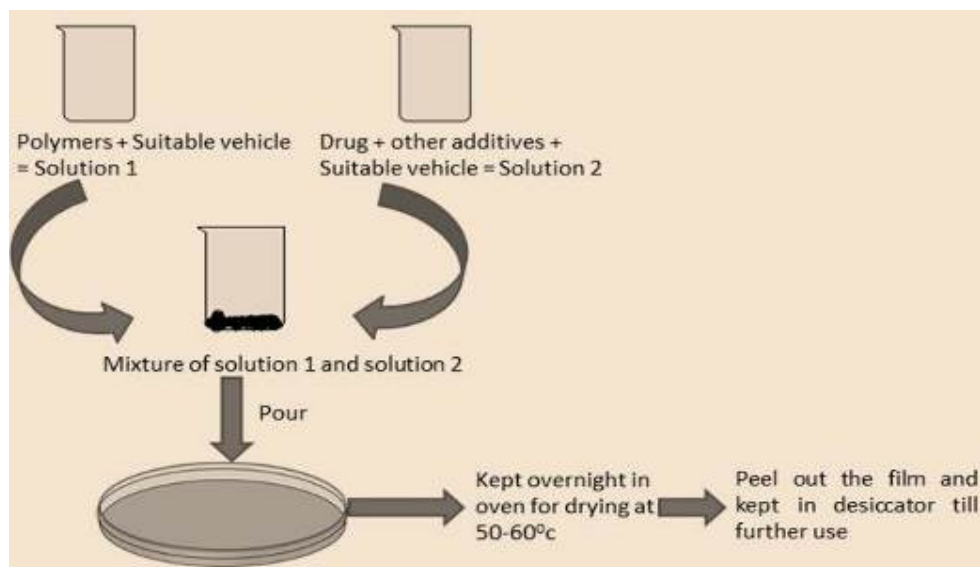 Polymers + Suitable vehicle
= Solution 1
Drug + other additives +
Suitable vehicle = Solution 2
Mixture of solution 1 and solution 2
Pour
Kept overnight in
oven for drying at
50-60⁰c
Peel out the film and
kept in desiccator till
further use